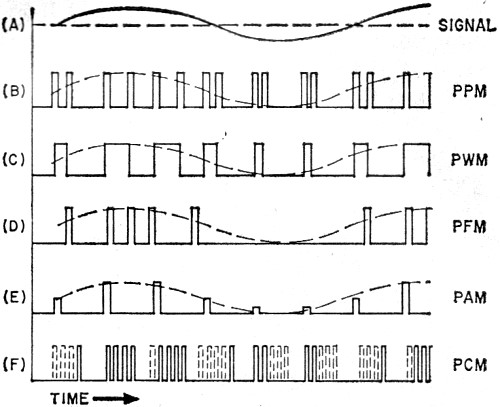 (A) SIGNAL
(B) PPM
(C) PWM
(D) PFM
(E) PAM
(F) PCM
TIME